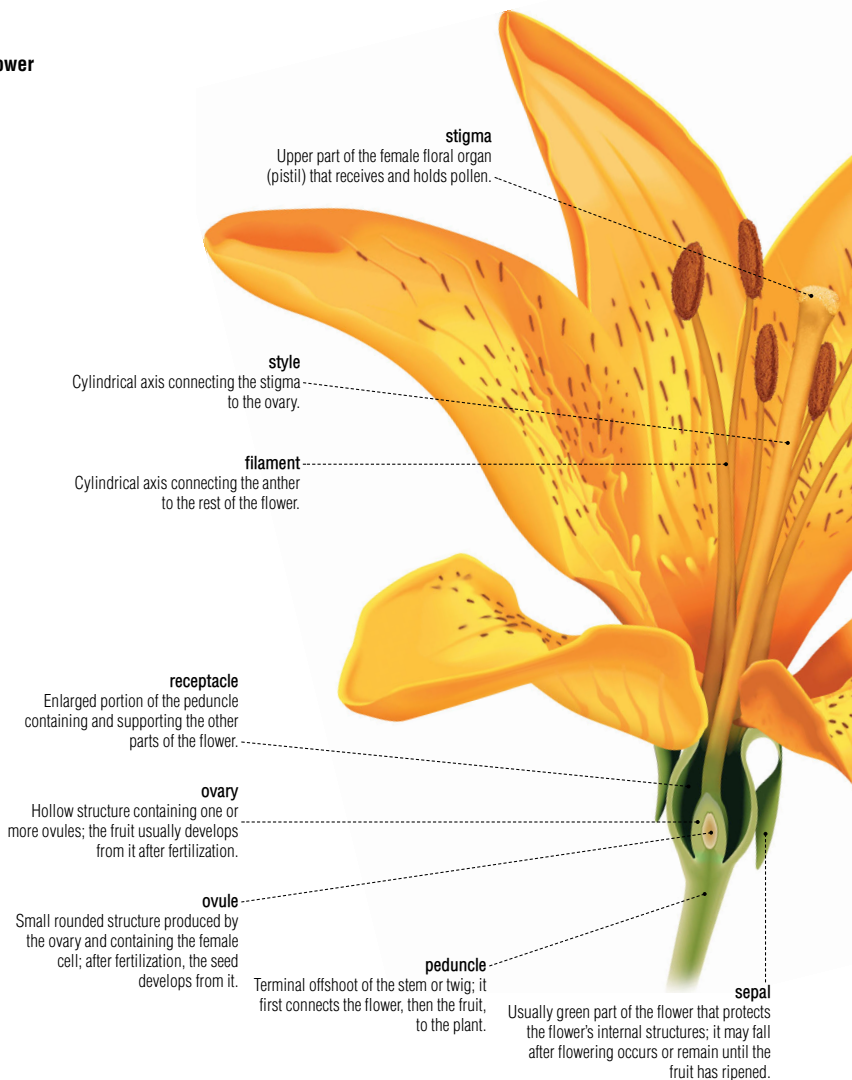 stigma
Upper part of the female floral organ
(pistil) that receives and holds pollen.
style
Cylindrical axis connecting the stigma
to the ovary.
filament
Cylindrical axis connecting the anther
to the rest of the flower.
receptacle
Enlarged portion of the peduncle
containing and supporting the other
parts of the flower.
ovary
Hollow structure containing one or
more ovules; the fruit usually develops
from it after fertilization.
ovule
Small rounded structure produced by
the ovary and containing the female
cell; after fertilization, the seed
develops from it.
peduncle
Terminal offshoot of the stem or twig; it
first connects the flower, then the fruit,
to the plant.
sepal
Usually green part of the flower that protects
the flower's internal structures; it may fall
after flowering occurs or remain until the
fruit has ripened.